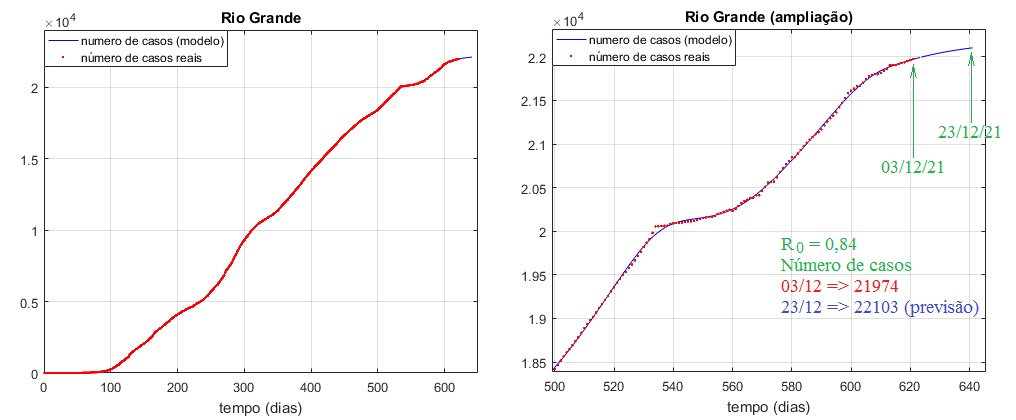 Rio Grande
×10⁴
numero de casos (modelo)
número de casos reais
2
1.5
1
0.5
0
0 100 200 300 400 500 600
tempo (dias)
Rio Grande (ampliação)
×10⁴
numero de casos (modelo)
número de casos reais
2.2
2.15
2.1
2.05
2
1.95
1.9
1.85
23/12/21
03/12/21
R0 = 0,84
Número de casos
03/12 => 21974
23/12 => 22103 (previsão)
500 520 540 560 580 600 620 640
tempo (dias)